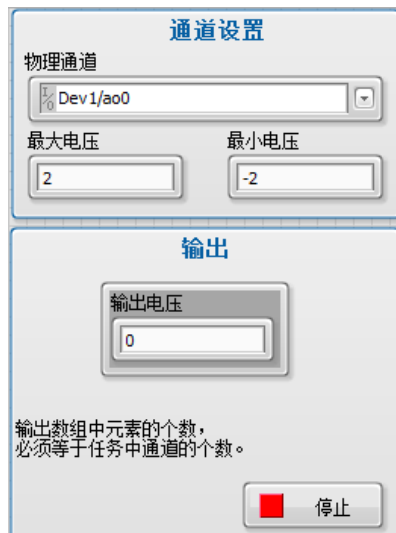 通道设置
物理通道
I/O Dev1/ao0
最大电压 最小电压
2 -2
输出
输出电压
0
输出数组中元素的个数，
必须等于任务中通道的个数。
停止